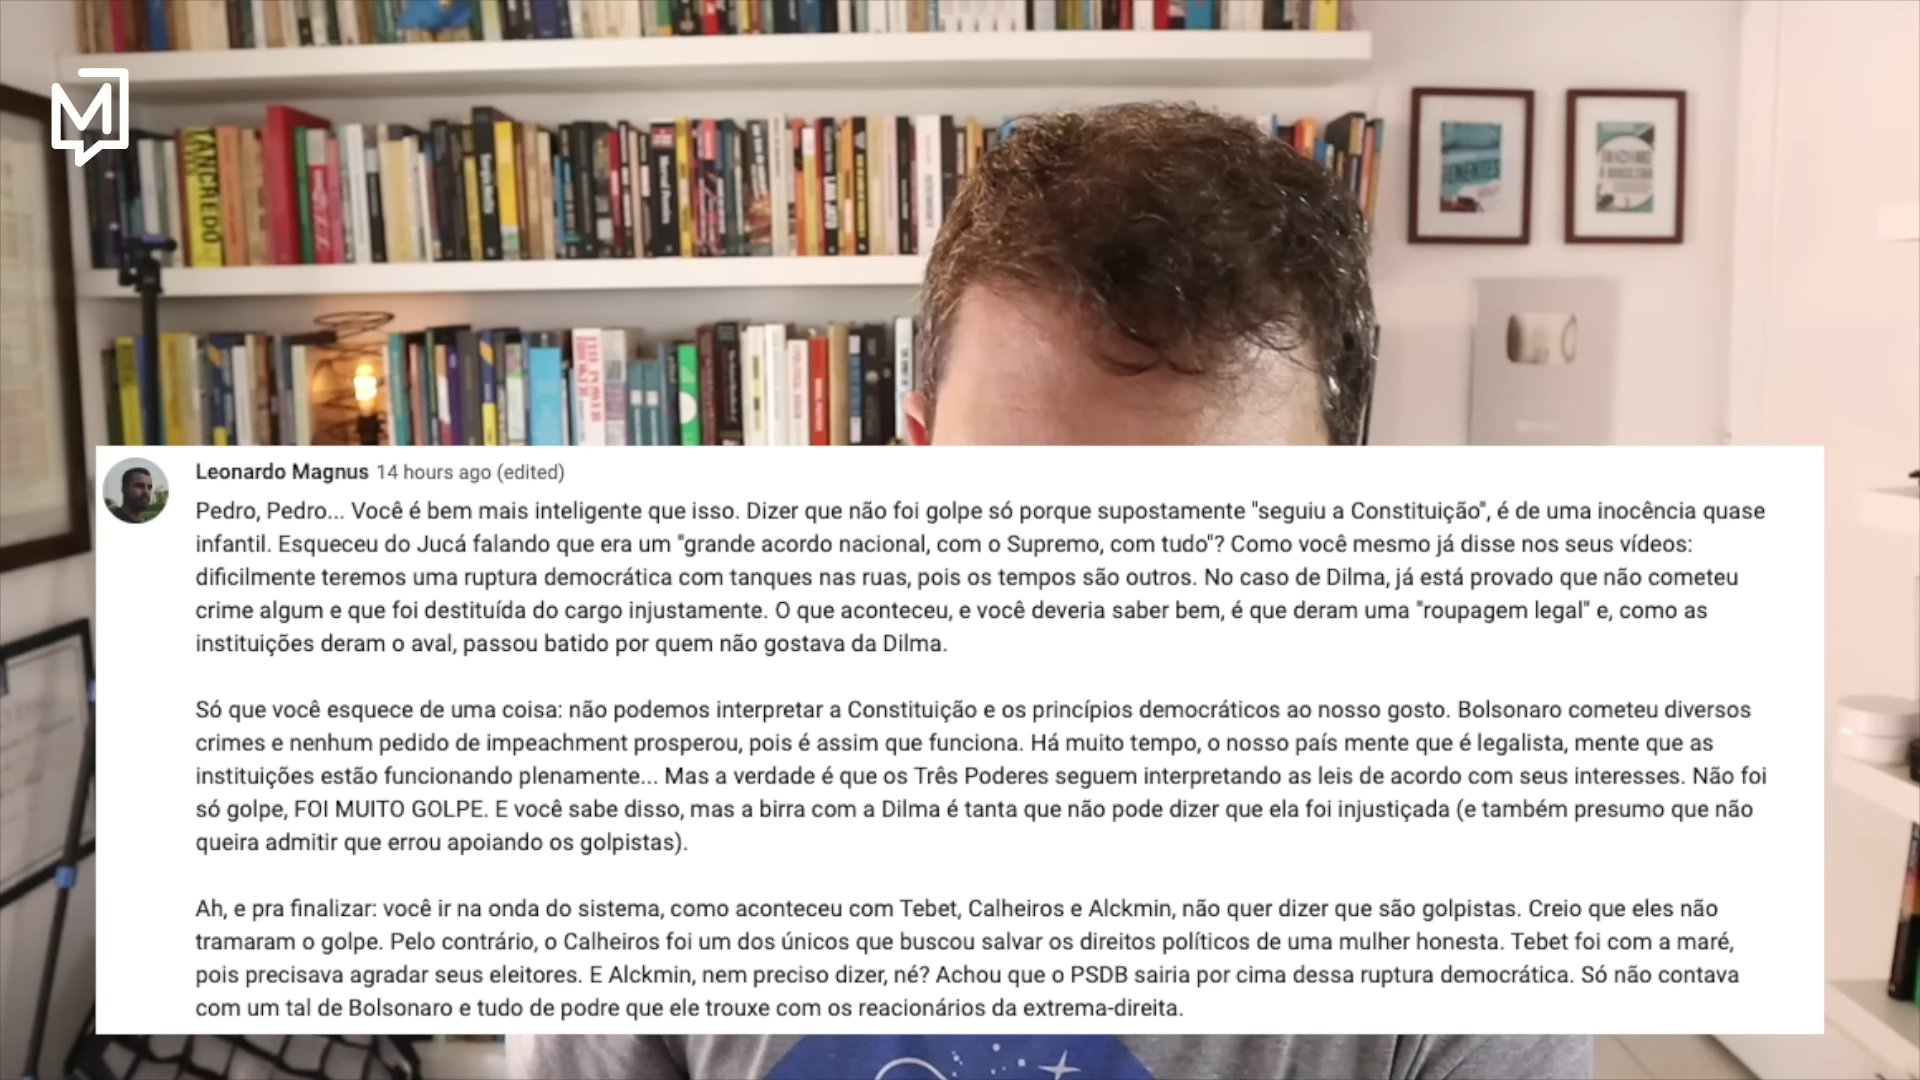 M
TANCREDO
TENENTES
Leonardo Magnus 14 hours ago (edited)
Pedro, Pedro... Você é bem mais inteligente que isso. Dizer que não foi golpe só porque supostamente "seguiu a Constituição", é de uma inocência quase
infantil. Esqueceu do Jucá falando que era um "grande acordo nacional, com o Supremo, com tudo"? Como você mesmo já disse nos seus vídeos:
dificilmente teremos uma ruptura democrática com tanques nas ruas, pois os tempos são outros. No caso de Dilma, já está provado que não cometeu
crime algum e que foi destituída do cargo injustamente. O que aconteceu, e você deveria saber bem, é que deram uma "roupagem legal" e, como as
instituições deram o aval, passou batido por quem não gostava da Dilma.
Só que você esquece de uma coisa: não podemos interpretar a Constituição e os princípios democráticos ao nosso gosto. Bolsonaro cometeu diversos
crimes e nenhum pedido de impeachment prosperou, pois é assim que funciona. Há muito tempo, o nosso país mente que é legalista, mente que as
instituições estão funcionando plenamente... Mas a verdade é que os Três Poderes seguem interpretando as leis de acordo com seus interesses. Não foi
só golpe, FOI MUITO GOLPE. E você sabe disso, mas a birra com a Dilma é tanta que não pode dizer que ela foi injustiçada (e também presumo que não
queira admitir que errou apoiando os golpistas).
Ah, e pra finalizar: você ir na onda do sistema, como aconteceu com Tebet, Calheiros e Alckmin, não quer dizer que são golpistas. Creio que eles não
tramaram o golpe. Pelo contrário, o Calheiros foi um dos únicos que buscou salvar os direitos políticos de uma mulher honesta. Tebet foi com a maré,
pois precisava agradar seus eleitores. E Alckmin, nem preciso dizer, né? Achou que o PSDB sairia por cima dessa ruptura democrática. Só não contava
com um tal de Bolsonaro e tudo de podre que ele trouxe com os reacionários da extrema-direita.